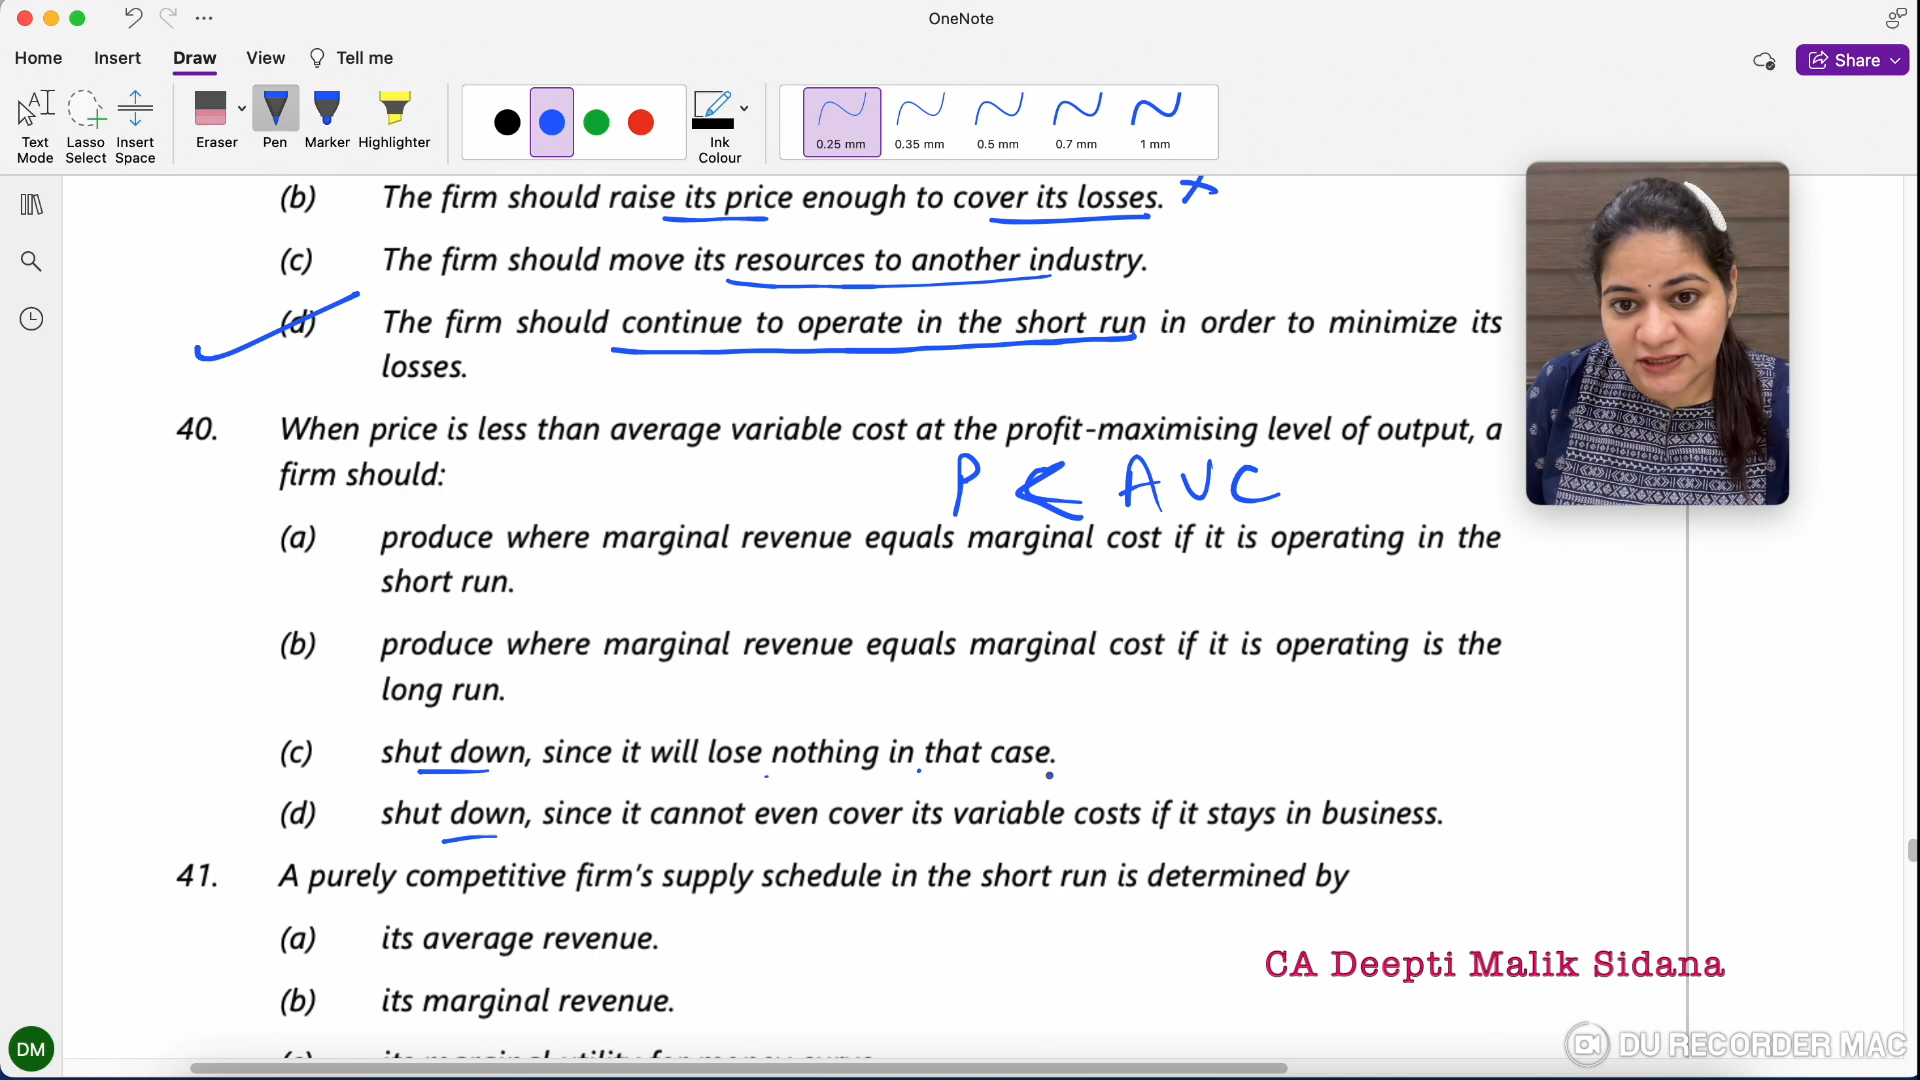 OneNote
Home Insert Draw View Tell me
Share
Text Mode
Lasso Select
Insert Space
Eraser
Pen
Marker
Highlighter
Ink Colour
0.25 mm
0.35 mm
0.5 mm
0.7 mm
1 mm
(b) The firm should raise its price enough to cover its losses.
(c) The firm should move its resources to another industry.
(d) The firm should continue to operate in the short run in order to minimize its
losses.
40. When price is less than average variable cost at the profit-maximising level of output, a
firm should:
P < AVC
(a) produce where marginal revenue equals marginal cost if it is operating in the
short run.
(b) produce where marginal revenue equals marginal cost if it is operating is the
long run.
(c) shut down, since it will lose nothing in that case.
(d) shut down, since it cannot even cover its variable costs if it stays in business.
41. A purely competitive firm's supply schedule in the short run is determined by
(a) its average revenue.
CA Deepti Malik Sidana
(b) its marginal revenue.
DM
DU RECORDER MAC